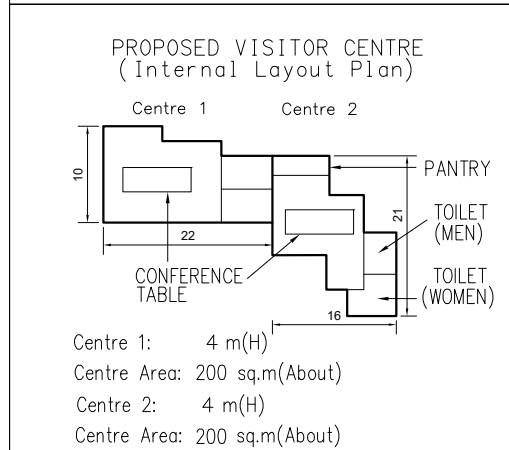 PROPOSED VISITOR CENTRE
(Internal Layout Plan)
Centre 1
Centre 2
10
22
PANTRY
21
TOILET
(MEN)
CONFERENCE
TABLE
TOILET
(WOMEN)
16
Centre 1: 4 m(H)
Centre Area: 200 sq.m(About)
Centre 2: 4 m(H)
Centre Area: 200 sq.m(About)